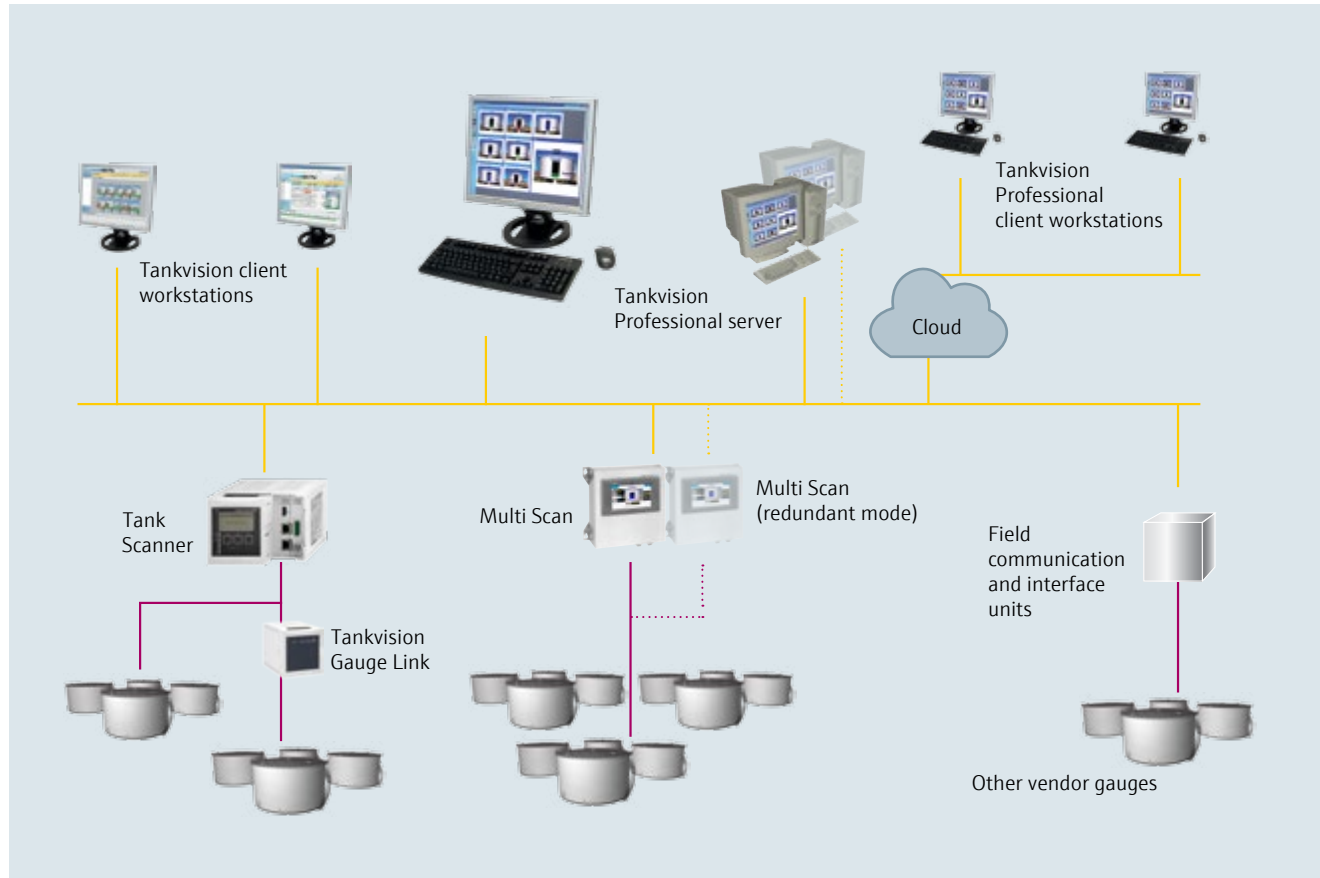 Tankvision
Professional
client workstations
Tankvision client
workstations
Tankvision
Professional server
Cloud
Tank
Scanner
Multi Scan
Multi Scan
(redundant mode)
Field
communication
and interface
units
Tankvision
Gauge Link
Other vendor gauges